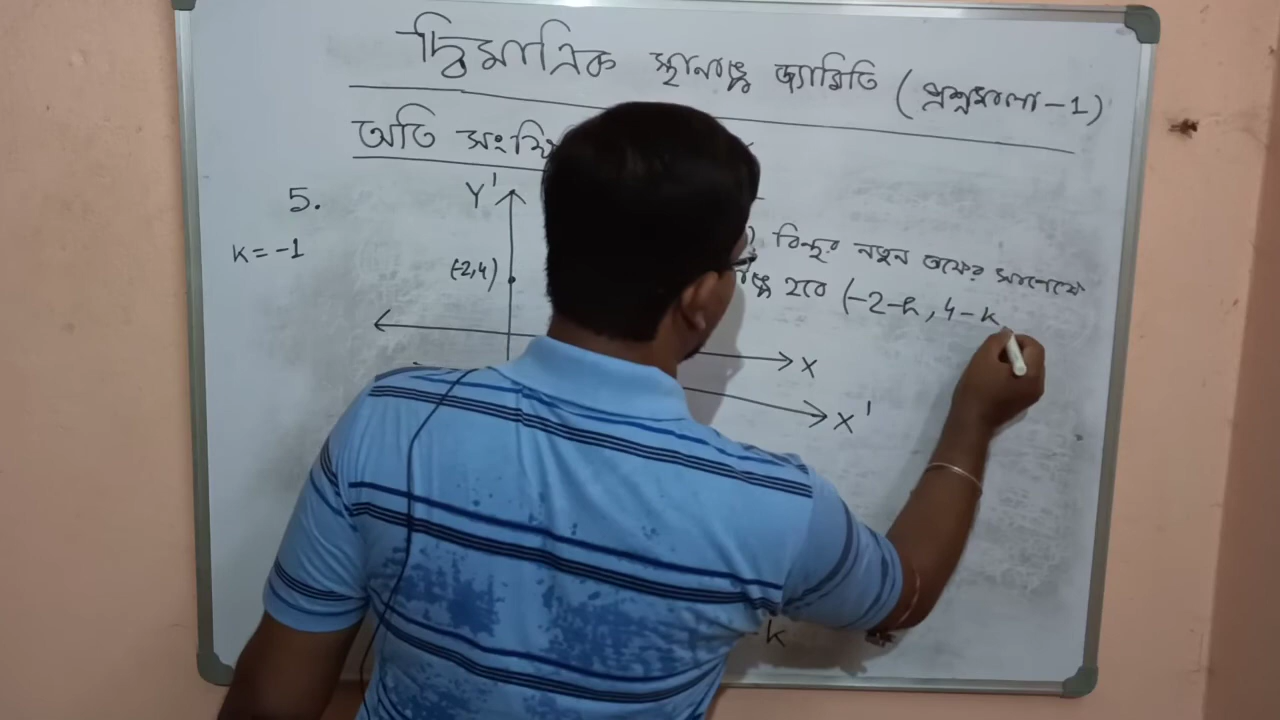 দ্বিমাত্রিক স্থানাঙ্ক জ্যামিতি (প্রশ্নমালা-1)
অতি
5.
Y'
k = -1
) বিন্দুর নতুন অক্ষের সাপেক্ষে
(-2,4)
হবে (-2-h, 4-k
X
X'
k